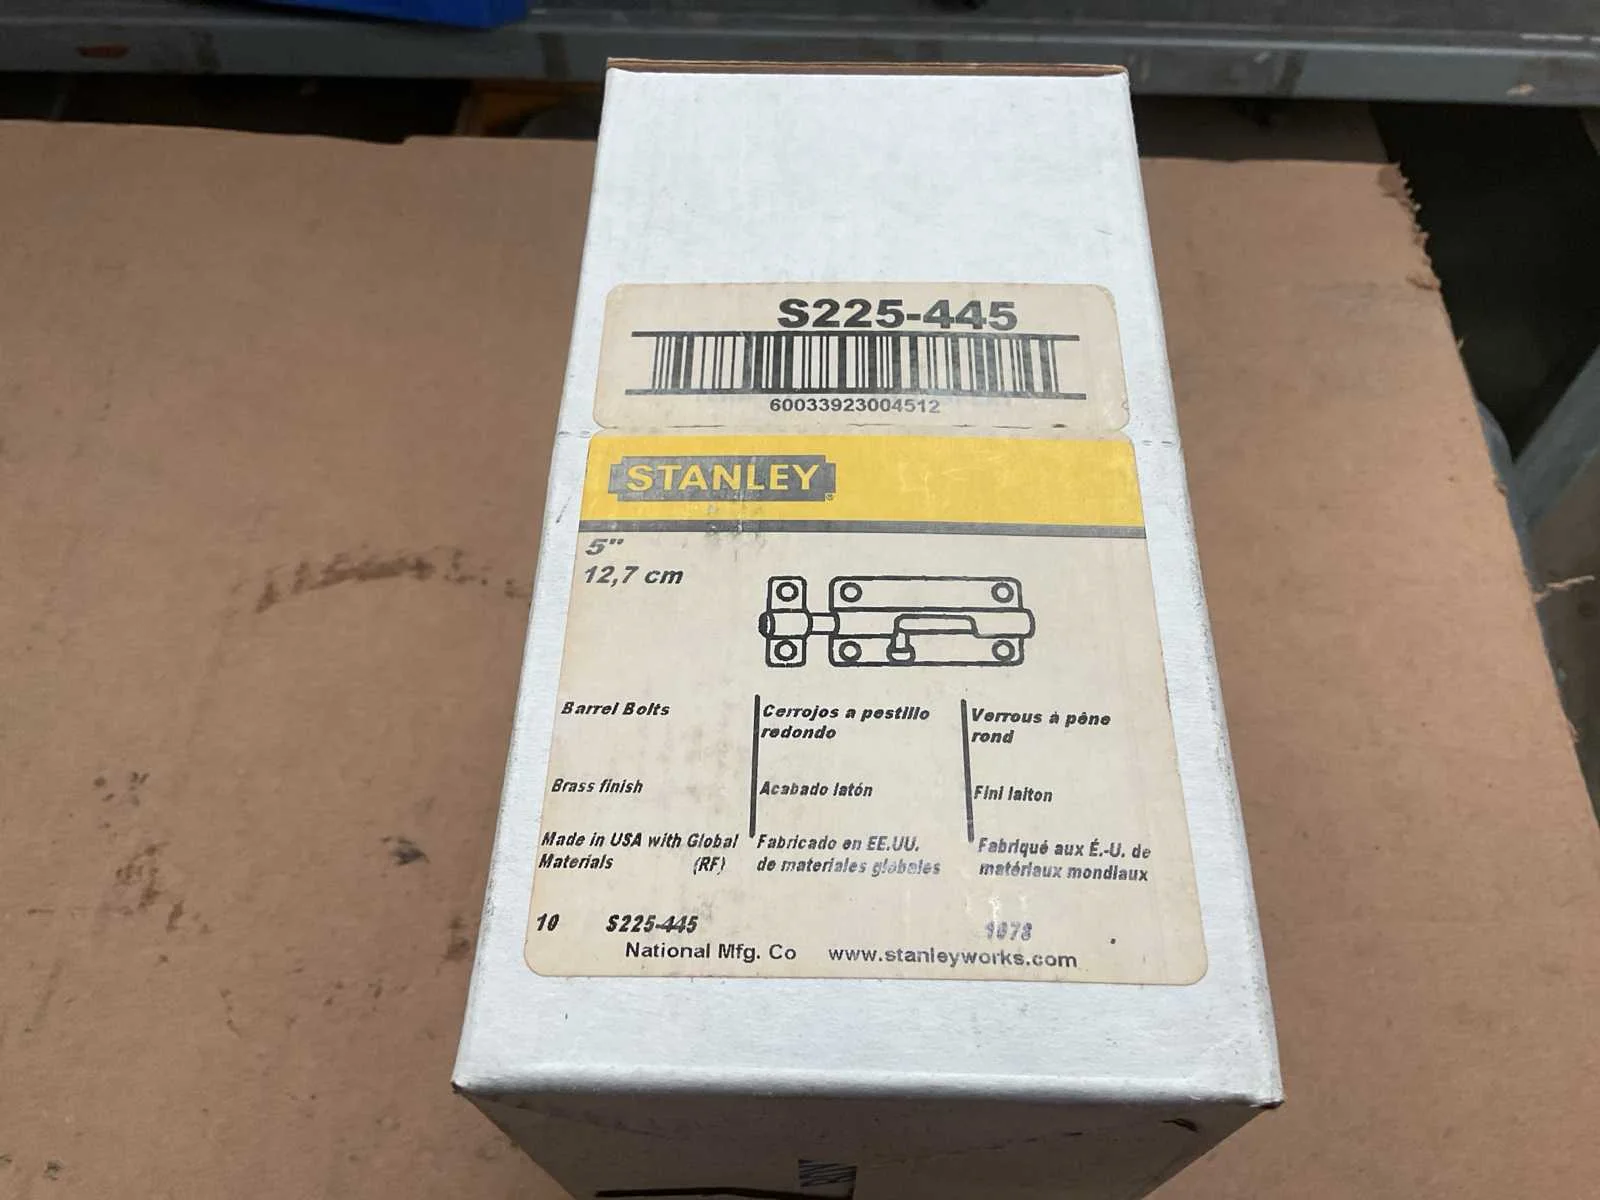 S225-445
60033923004512
STANLEY®
5"
12,7 cm
Barrel Bolts
Cerrojos a pestillo
redondo
Verrous à pêne
rond
Brass finish
Acabado latón
Fini laiton
Made in USA with Global
Materials (RF)
Fabricado en EE.UU.
de materiales globales
Fabriqué aux É.-U. de
matériaux mondiaux
10 S225-445
National Mfg. Co www.stanleyworks.com